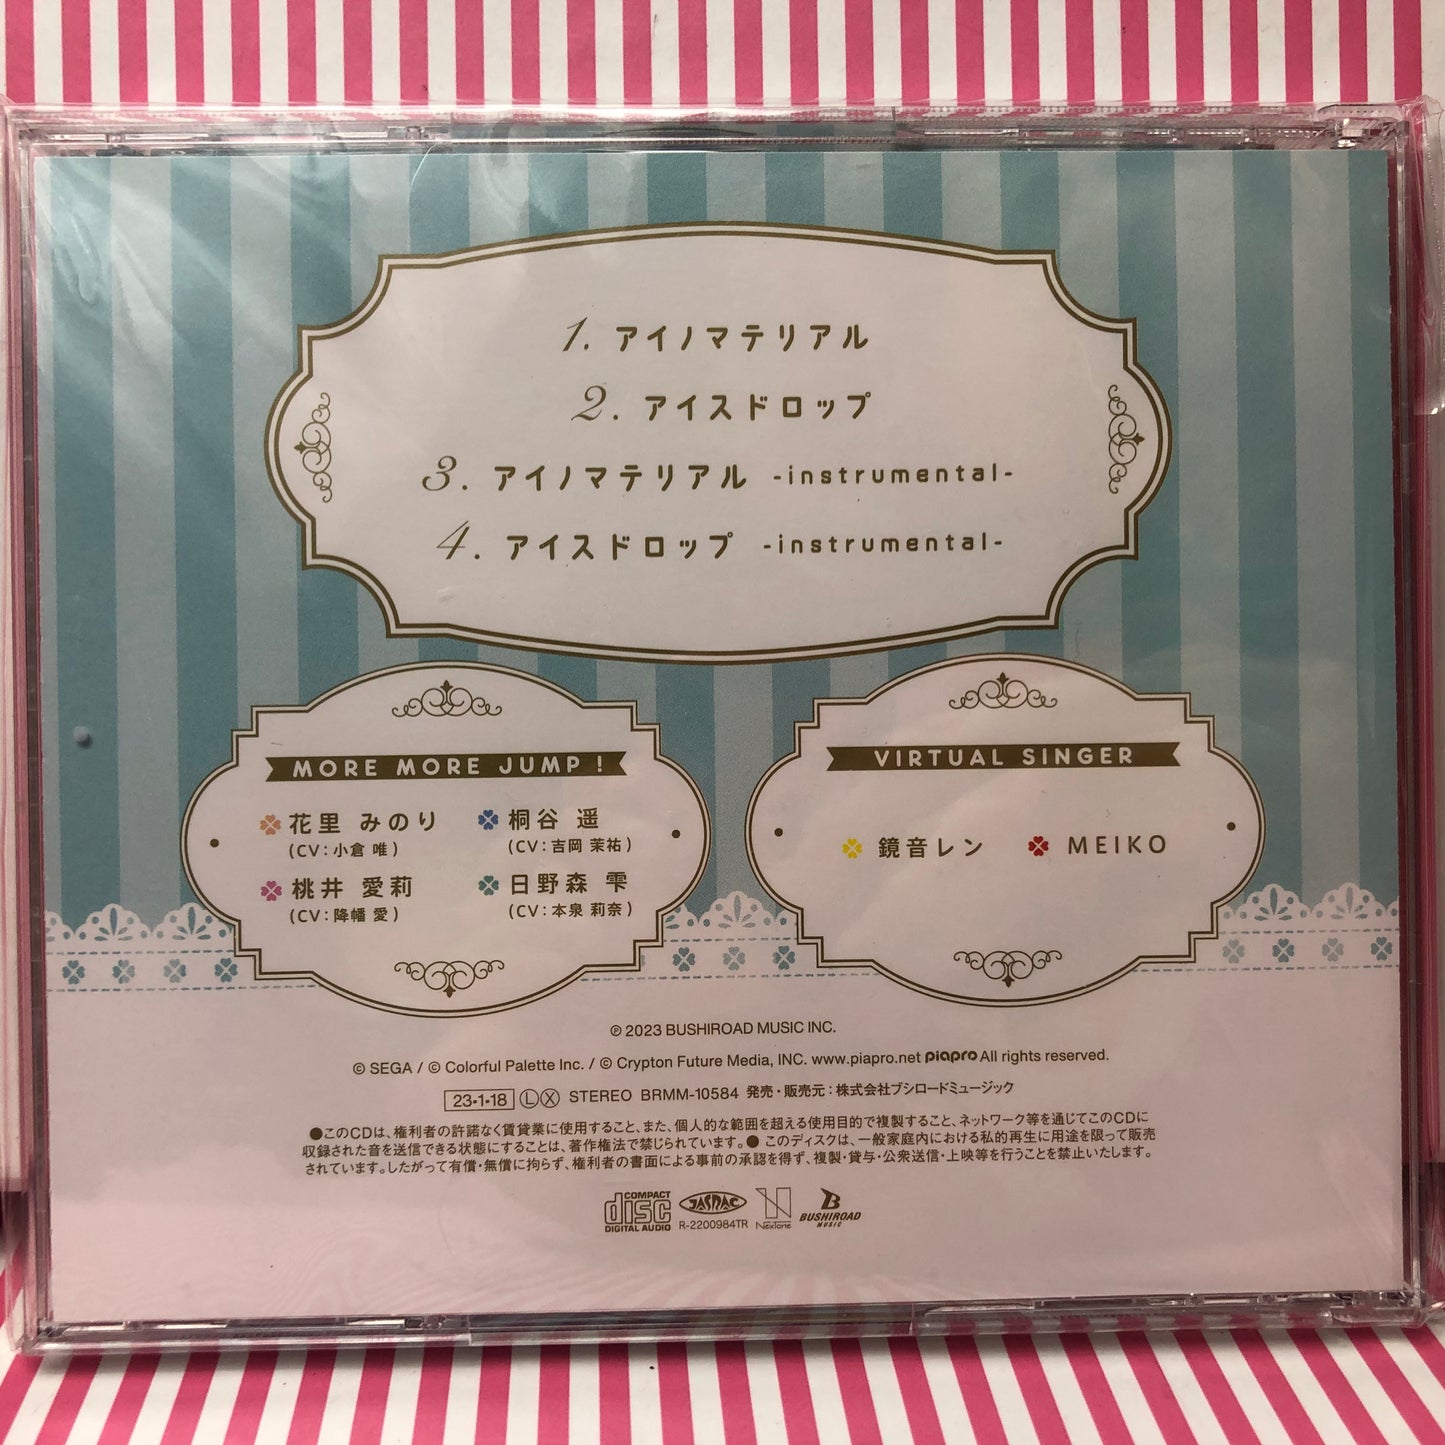 1. アイノマテリアル
2. アイスドロップ
3. アイノマテリアル -instrumental-
4. アイスドロップ -instrumental-
MORE MORE JUMP !
花里 みのり
(CV:小倉 唯)
桐谷 遥
(CV:吉岡 茉祐)
桃井 愛莉
(CV:降幡 愛)
日野森 雫
(CV:本泉 莉奈)
VIRTUAL SINGER
鏡音レン
MEIKO
℗ 2023 BUSHIROAD MUSIC INC.
© SEGA / © Colorful Palette Inc. / © Crypton Future Media, INC. www.piapro.net piapro All rights reserved.
23・1・18 Ⓛ Ⓧ STEREO BRMM-10584 発売・販売元:株式会社ブシロードミュージック
●このCDは、権利者の許諾なく賃貸業に使用すること、また、個人的な範囲を超える使用目的で複製すること、ネットワーク等を通じてこのCDに
収録された音を送信できる状態にすることは、著作権法で禁じられています。● このディスクは、一般家庭内における私的再生に用途を限って販売
されています。したがって有償・無償に拘らず、権利者の書面による事前の承認を得ず、複製・貸与・公衆送信・上映等を行うことを禁止いたします。
COMPACT
disc
DIGITAL AUDIO
JASRAC
R-2200984TR
N
NexTone
B
BUSHIROAD
MUSIC